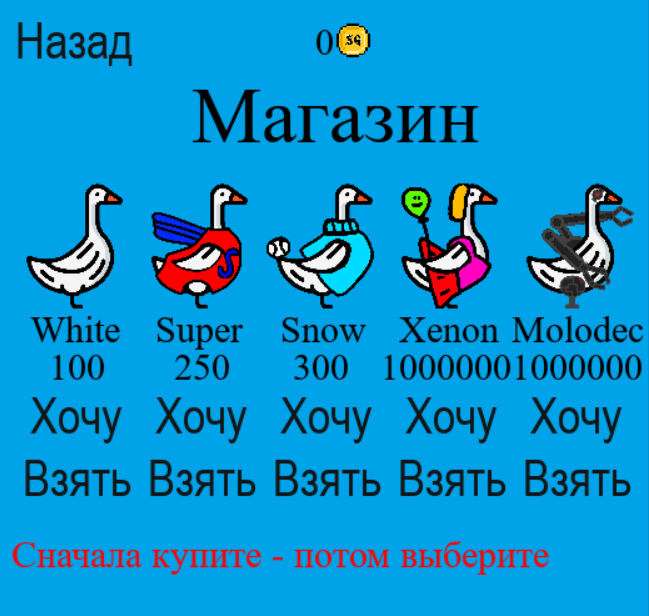 Назад
0 SG
Магазин
White Super Snow Xenon Molodec
100 250 300 1000000 1000000
Хочу Хочу Хочу Хочу Хочу
Взять Взять Взять Взять Взять
Сначала купите - потом выберите